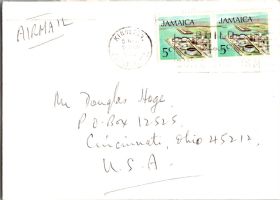 AIRMAIL
JAMAICA
5c
JAMAICA
5c
Mr Douglas Hoge,
P.O-Box 12525,
Cincinnati, Ohio 45212,
U.S.A.